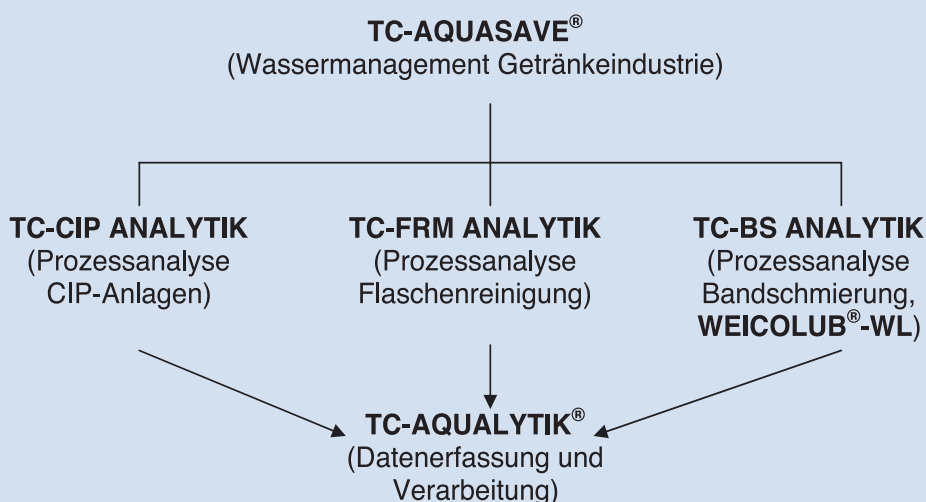 TC-AQUASAVE®
(Wassermanagement Getränkeindustrie)
TC-CIP ANALYTIK
(Prozessanalyse
CIP-Anlagen)
TC-FRM ANALYTIK
(Prozessanalyse
Flaschenreinigung)
TC-BS ANALYTIK
(Prozessanalyse
Bandschmierung,
WEICOLUB®-WL)
TC-AQUALYTIK®
(Datenerfassung und
Verarbeitung)